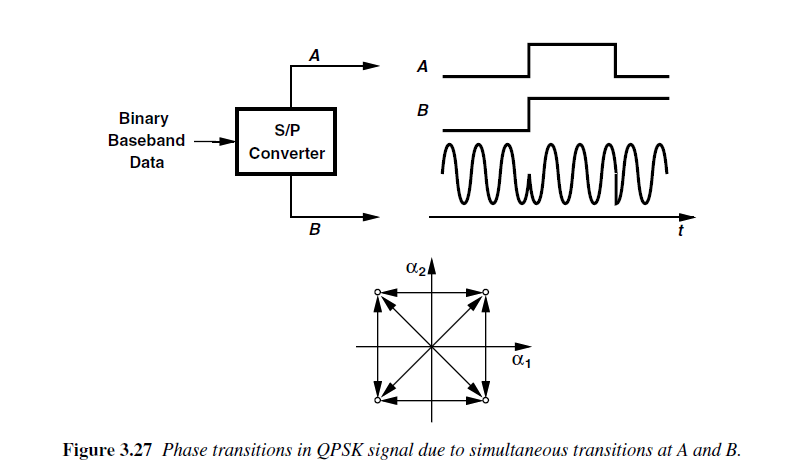 A
A
B
Binary
Baseband
Data
S/P
Converter
B
t
α2
α1
Figure 3.27 Phase transitions in QPSK signal due to simultaneous transitions at A and B.